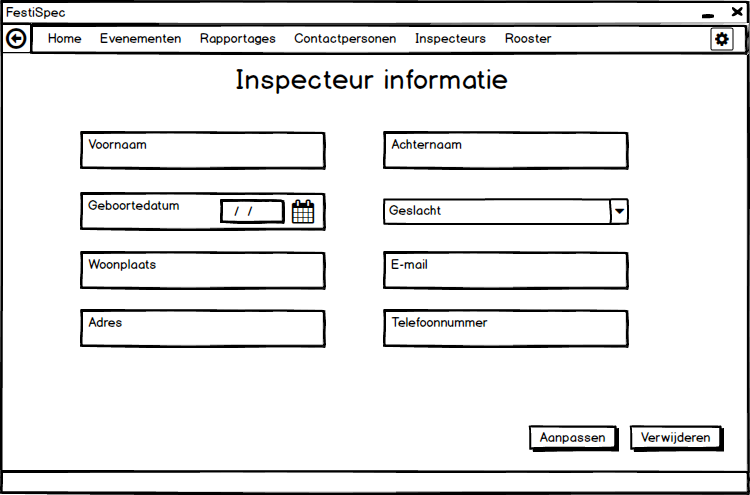 FestiSpec
Home Evenementen Rapportages Contactpersonen Inspecteurs Rooster
Inspecteur informatie
Voornaam Achternaam
Geboortedatum / / Geslacht
Woonplaats E-mail
Adres Telefoonnummer
Aanpassen Verwijderen